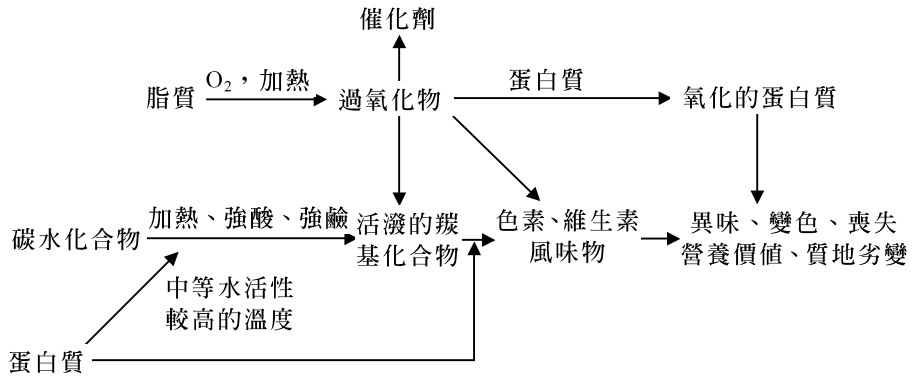 催化劑
O₂，加熱
蛋白質
脂質
過氧化物
氧化的蛋白質
加熱、強酸、強鹼
碳水化合物
活潑的羰
基化合物
色素、維生素
風味物
異味、變色、喪失
營養價值、質地劣變
中等水活性
較高的溫度
蛋白質